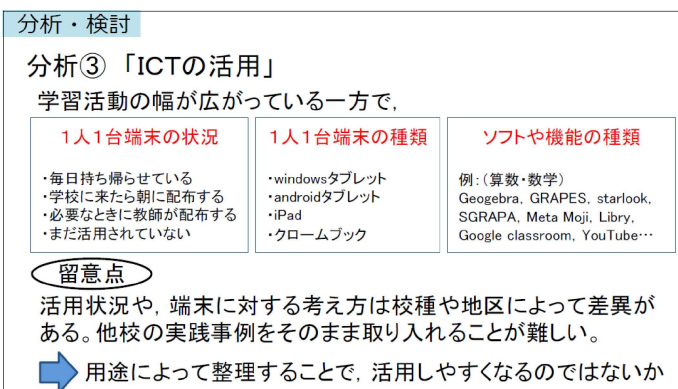 分析・検討
分析③ 「ICTの活用」
学習活動の幅が広がっている一方で,
1人1台端末の状況
・毎日持ち帰らせている
・学校に来たら朝に配布する
・必要なときに教師が配布する
・まだ活用されていない
1人1台端末の種類
・windowsタブレット
・androidタブレット
・iPad
・クロームブック
ソフトや機能の種類
例:(算数・数学)
Geogebra, GRAPES, starlook,
SGRAPA, Meta Moji, Libry,
Google classroom, YouTube…
留意点
活用状況や, 端末に対する考え方は校種や地区によって差異が
ある。他校の実践事例をそのまま取り入れることが難しい。
用途によって整理することで, 活用しやすくなるのではないか